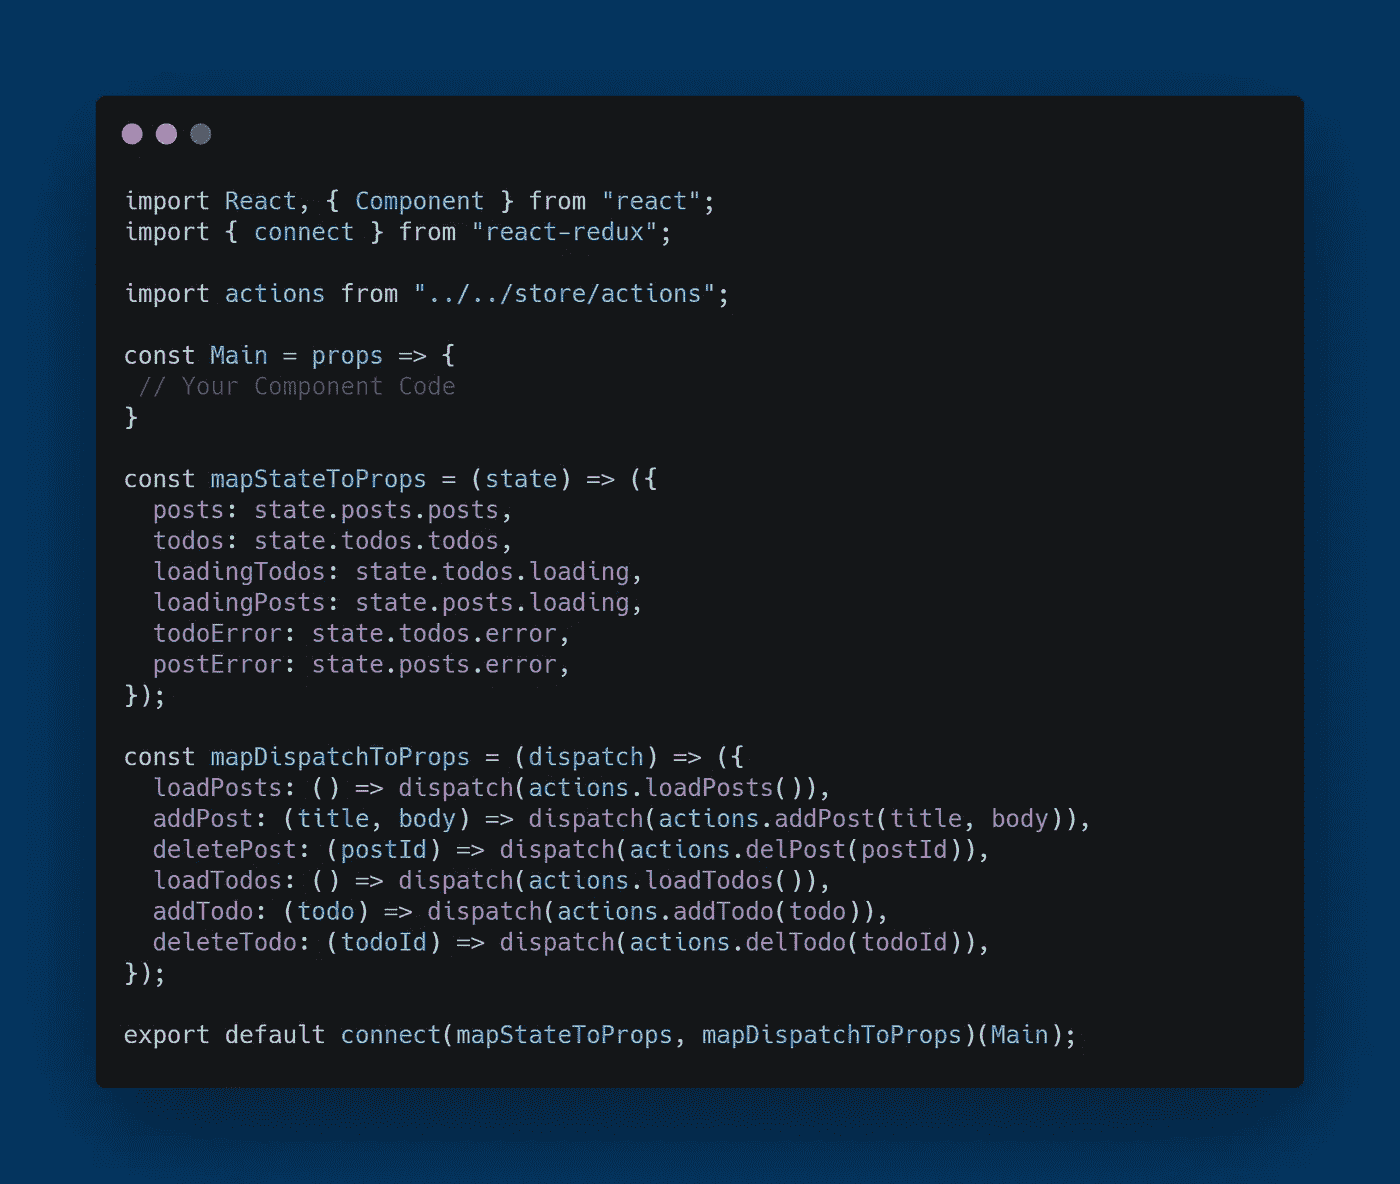 import React, { Component } from "react";
import { connect } from "react-redux";
import actions from "../../store/actions";
const Main = props => {
// Your Component Code
}
const mapStateToProps = (state) => ({
posts: state.posts.posts,
todos: state.todos.todos,
loadingTodos: state.todos.loading,
loadingPosts: state.posts.loading,
todoError: state.todos.error,
postError: state.posts.error,
});
const mapDispatchToProps = (dispatch) => ({
loadPosts: () => dispatch(actions.loadPosts()),
addPost: (title, body) => dispatch(actions.addPost(title, body)),
deletePost: (postId) => dispatch(actions.delPost(postId)),
loadTodos: () => dispatch(actions.loadTodos()),
addTodo: (todo) => dispatch(actions.addTodo(todo)),
deleteTodo: (todoId) => dispatch(actions.delTodo(todoId)),
});
export default connect(mapStateToProps, mapDispatchToProps)(Main);